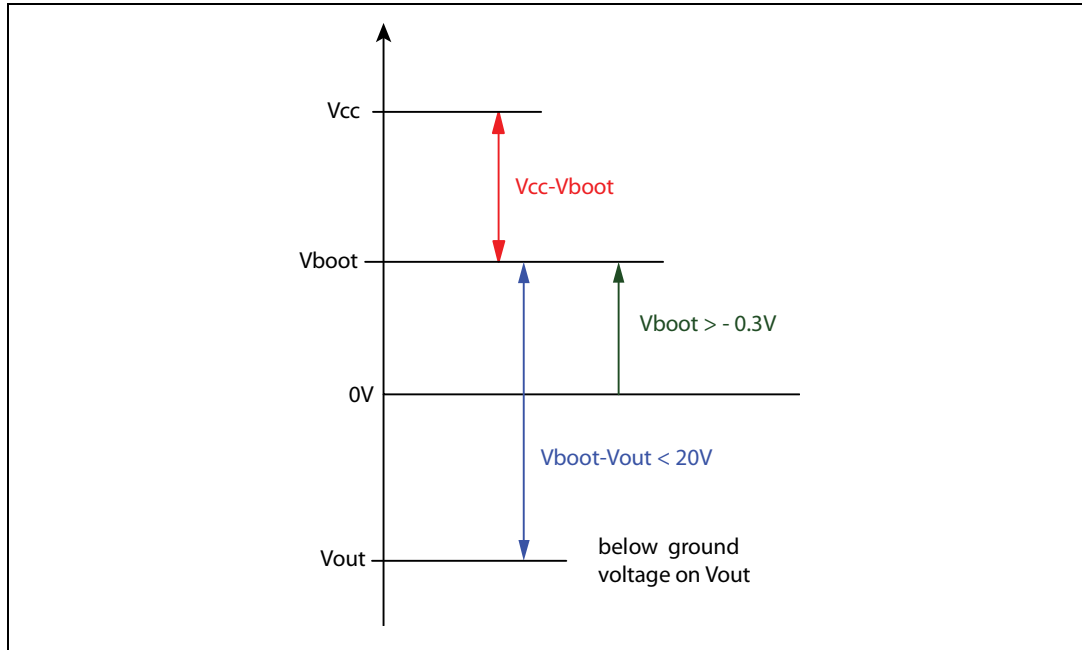 Vcc
Vcc-Vboot
Vboot
Vboot > - 0.3V
0V
Vboot-Vout < 20V
Vout
below ground
voltage on Vout